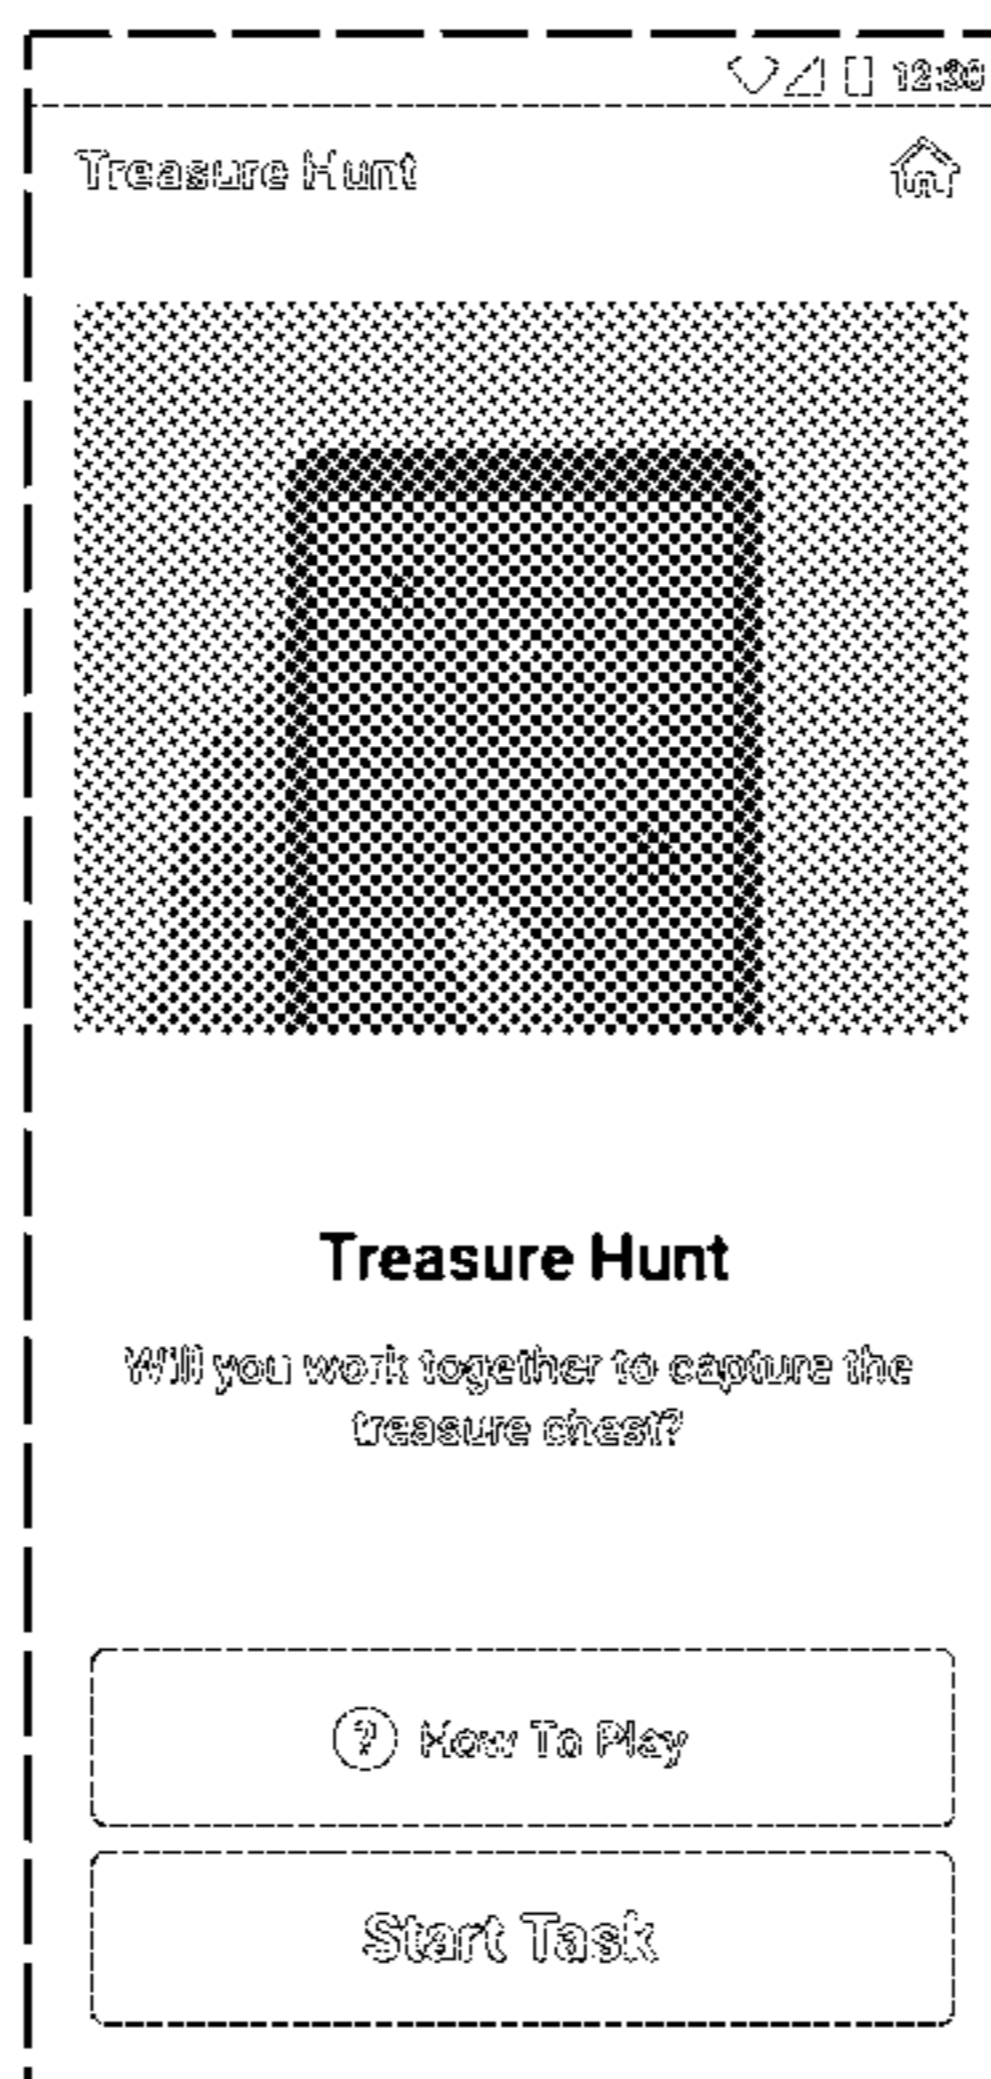 12:30
Treasure Hunt
Treasure Hunt
Will you work together to capture the
treasure chest?
? How To Play
Start Task